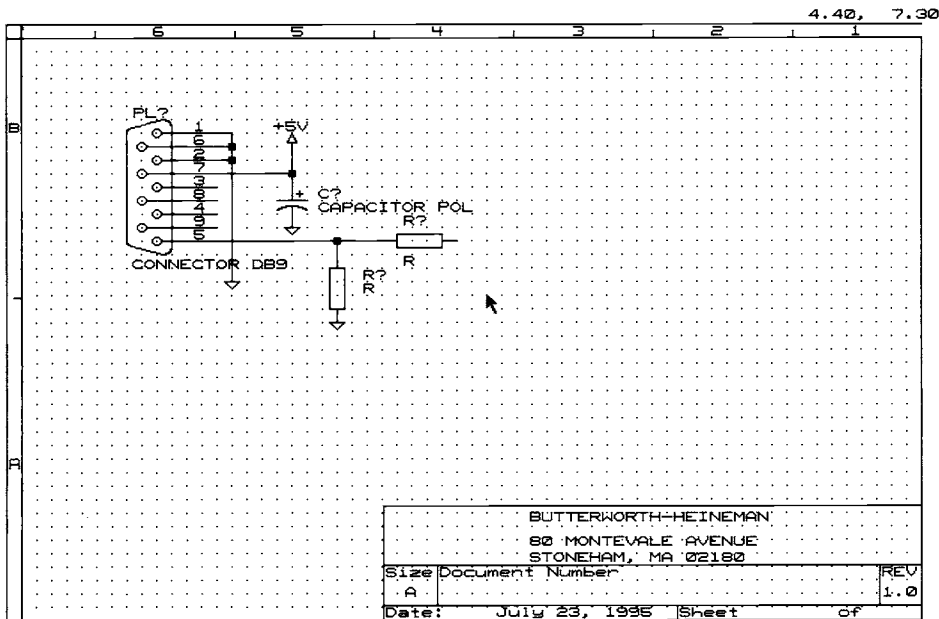 4.40, 7.30
6 5 4 3 2 1
B
PL?
1
6
2
7
3
8
4
9
5
+5V
+
C?
CAPACITOR POL
R?
R
CONNECTOR DB9
R?
R
A
BUTTERWORTH-HEINEMAN
80 MONTEVALE AVENUE
STONEHAM, MA 02180
Size Document Number REV
A 1.0
Date: July 23, 1995 Sheet of